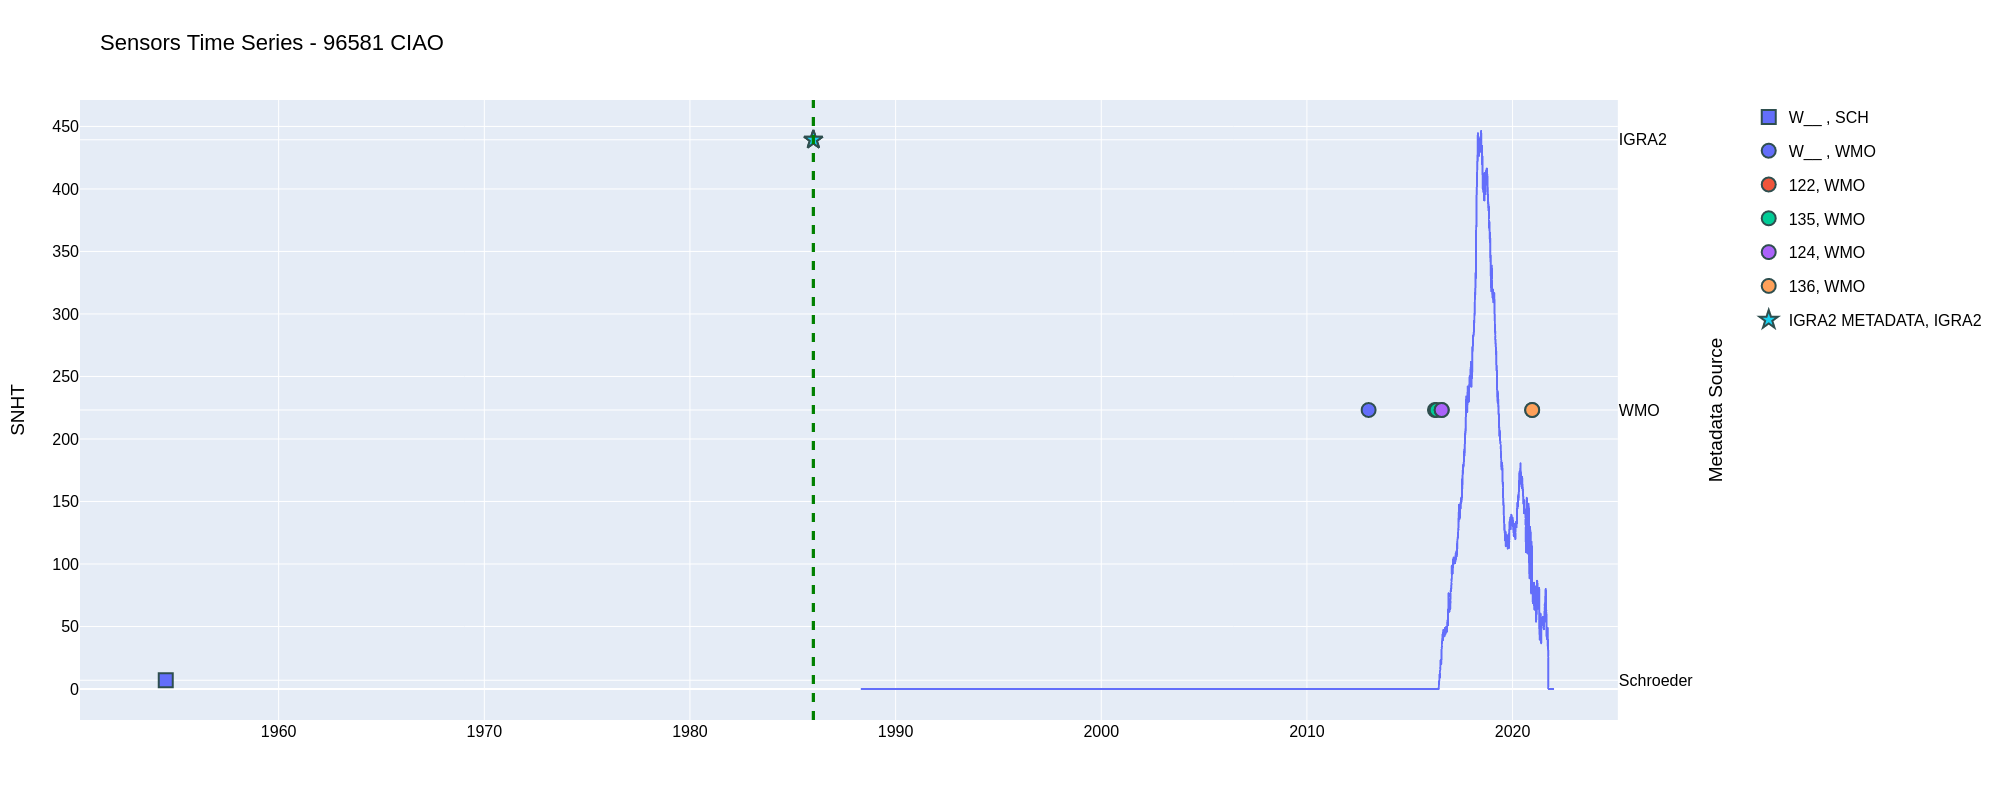 Sensors Time Series - 96581 CIAO
450
400
350
300
250
200
150
100
50
0
SNHT
1960
1970
1980
1990
2000
2010
2020
IGRA2
WMO
Schroeder
Metadata Source
W__ , SCH
W__ , WMO
122, WMO
135, WMO
124, WMO
136, WMO
IGRA2 METADATA, IGRA2